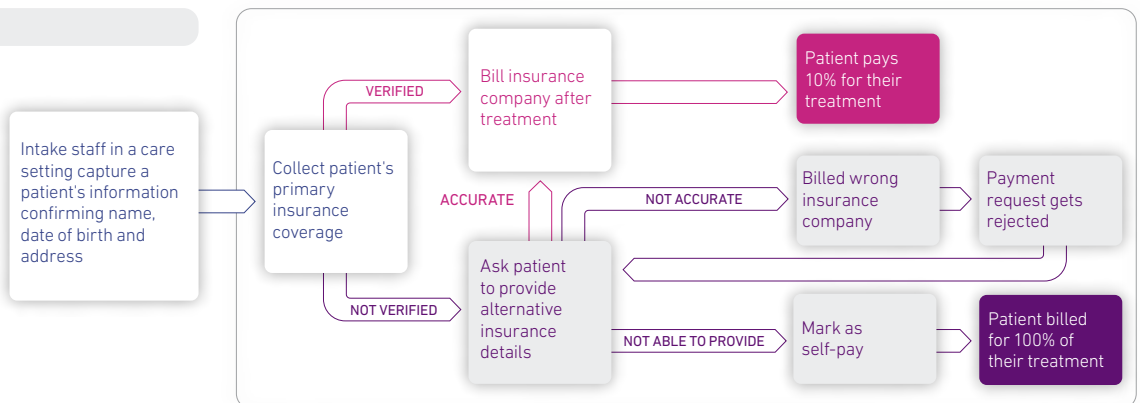 Intake staff in a care
setting capture a
patient's information
confirming name,
date of birth and
address
Collect patient's
primary
insurance
coverage
VERIFIED
Bill insurance
company after
treatment
Patient pays
10% for their
treatment
NOT VERIFIED
Ask patient
to provide
alternative
insurance
details
ACCURATE
NOT ACCURATE
Billed wrong
insurance
company
Payment
request gets
rejected
NOT ABLE TO PROVIDE
Mark as
self-pay
Patient billed
for 100% of
their treatment